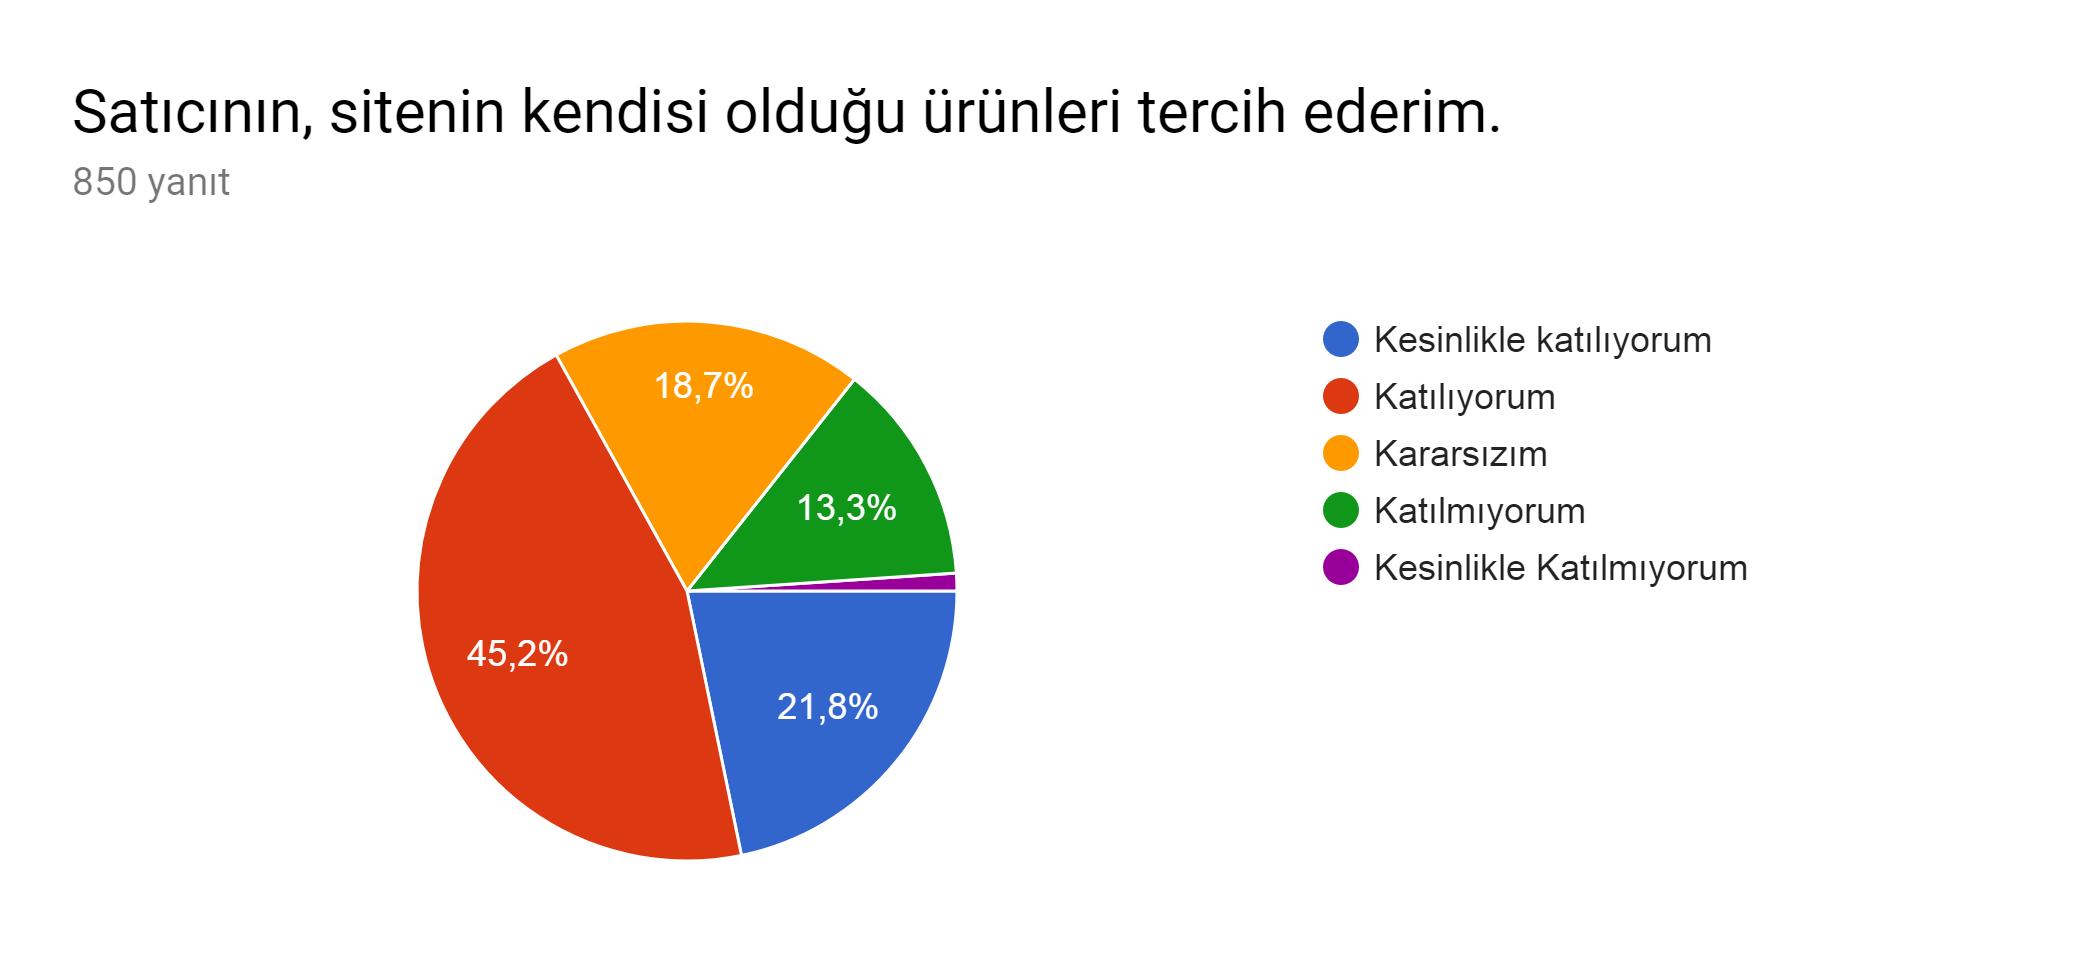 Satıcının, sitenin kendisi olduğu ürünleri tercih ederim.
850 yanıt
18,7%
13,3%
45,2%
21,8%
Kesinlikle katılıyorum
Katılıyorum
Kararsızım
Katılmıyorum
Kesinlikle Katılmıyorum